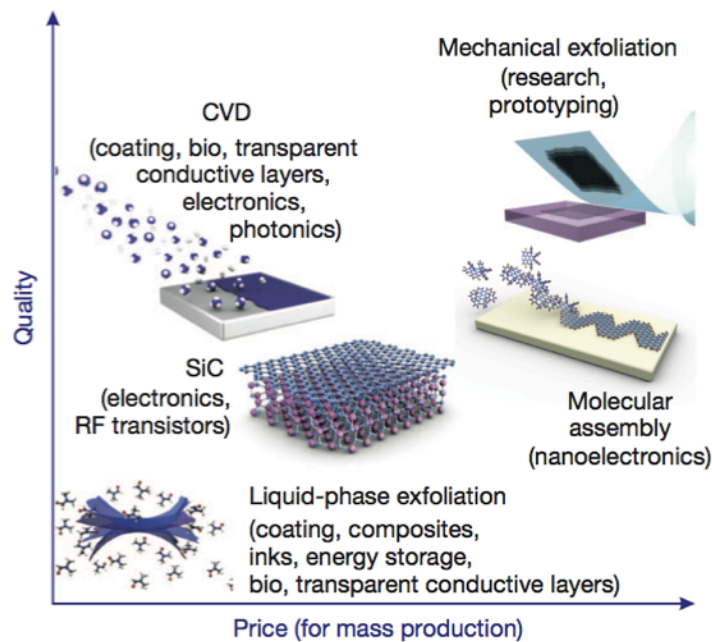 Mechanical exfoliation
(research,
prototyping)
CVD
(coating, bio, transparent
conductive layers,
electronics,
photonics)
Quality
SiC
(electronics,
RF transistors)
Molecular
assembly
(nanoelectronics)
Liquid-phase exfoliation
(coating, composites,
inks, energy storage,
bio, transparent conductive layers)
Price (for mass production)